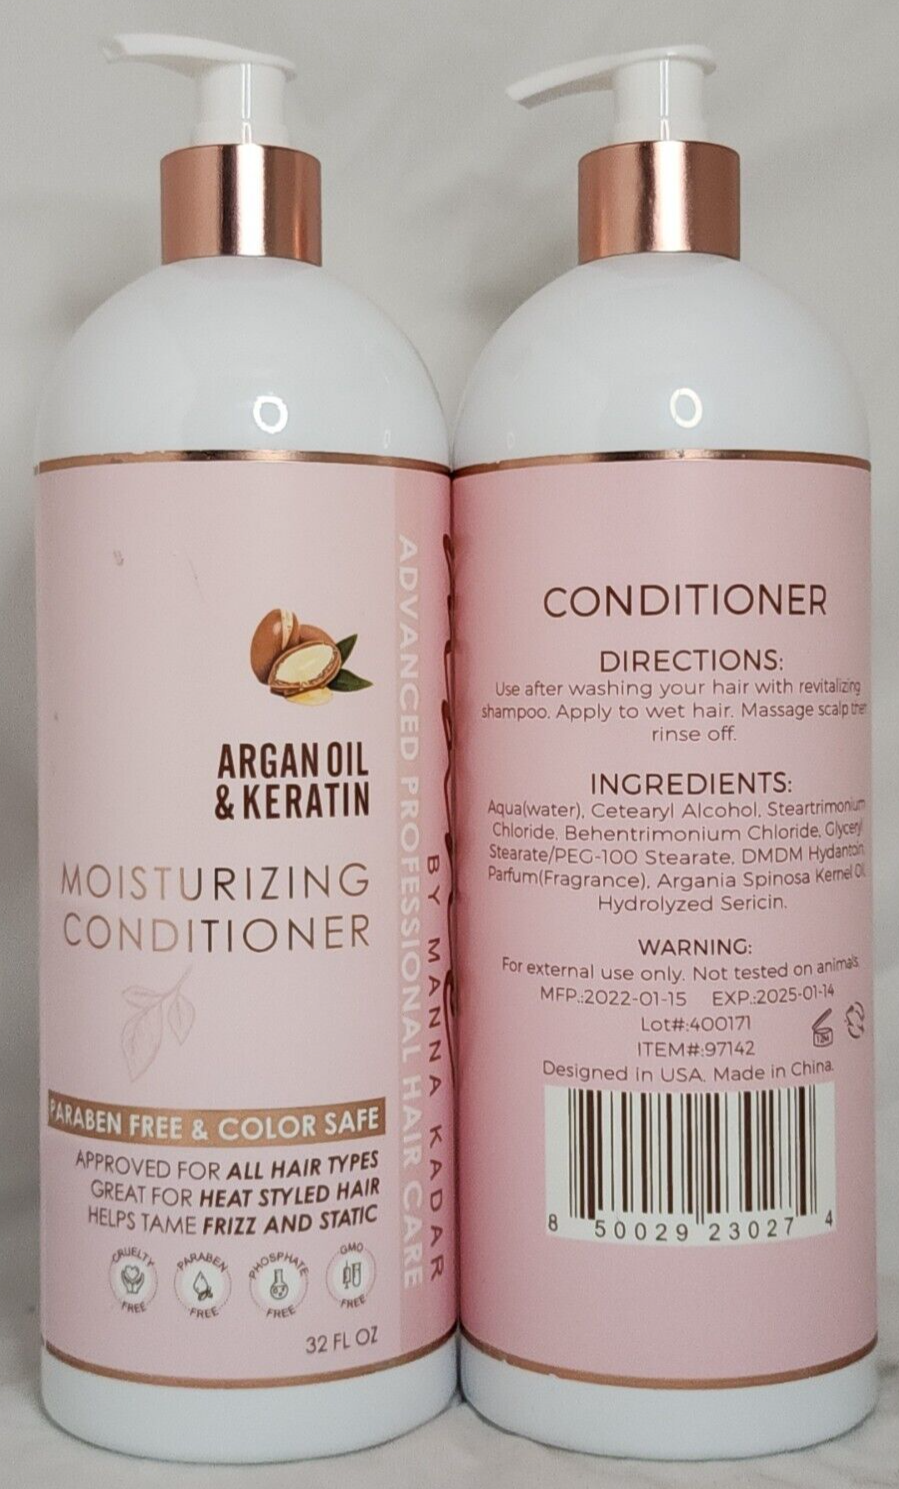 ARGAN OIL
& KERATIN
MOISTURIZING
CONDITIONER
PARABEN FREE & COLOR SAFE
APPROVED FOR ALL HAIR TYPES
GREAT FOR HEAT STYLED HAIR
HELPS TAME FRIZZ AND STATIC
CRUELTY FREE
PARABEN FREE
PHOSPHATE FREE
GMO FREE
32 FL OZ
ADVANCED PROFESSIONAL HAIR CARE
BY MANNA KADAR
CONDITIONER
DIRECTIONS:
Use after washing your hair with revitalizing
shampoo. Apply to wet hair. Massage scalp then
rinse off.
INGREDIENTS:
Aqua(water), Cetearyl Alcohol, Steartrimonium
Chloride, Behentrimonium Chloride, Glyceryl
Stearate/PEG-100 Stearate, DMDM Hydantoin,
Parfum(Fragrance), Argania Spinosa Kernel Oil,
Hydrolyzed Sericin.
WARNING:
For external use only. Not tested on animals.
MFP.:2022-01-15 EXP.:2025-01-14
Lot#:400171
12M
ITEM#:97142
Designed in USA. Made in China.
8 50029 23027 4